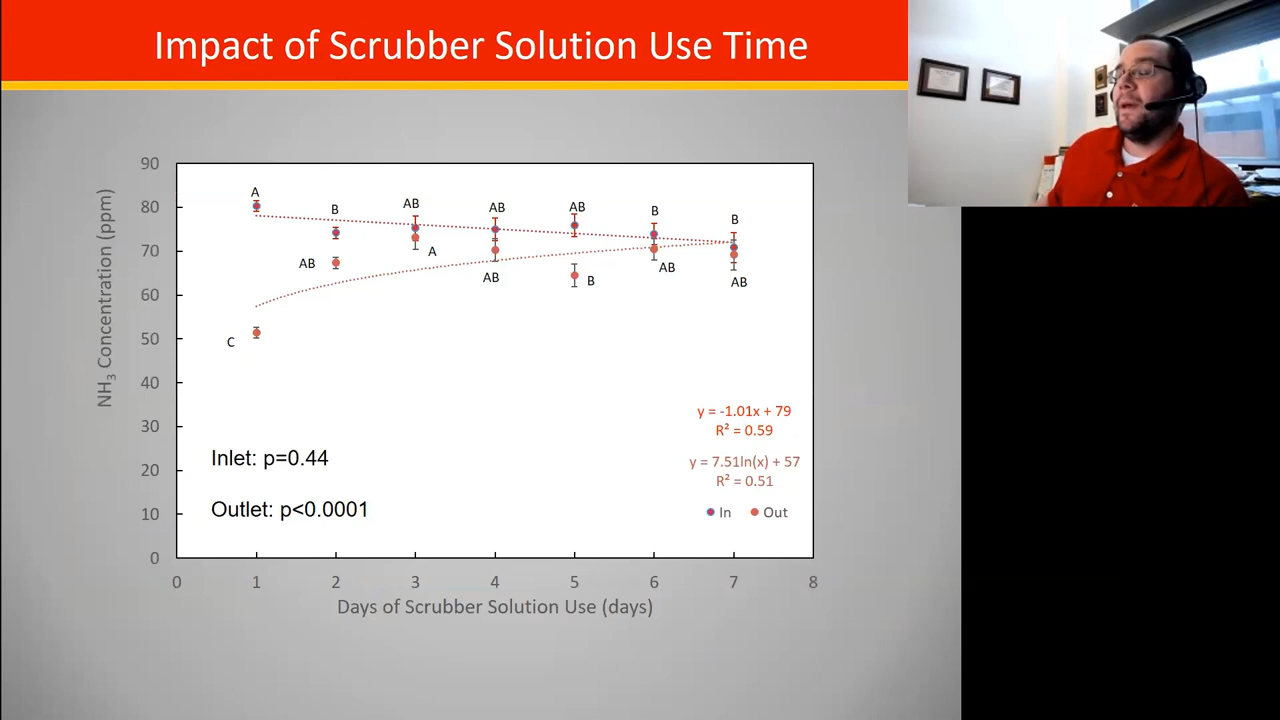 Impact of Scrubber Solution Use Time
NH3 Concentration (ppm)
90
80
70
60
50
40
30
20
10
0
A
B
AB
AB
AB
B
B
AB
A
AB
B
AB
AB
C
y = -1.01x + 79
R² = 0.59
y = 7.51ln(x) + 57
R² = 0.51
Inlet: p=0.44
Outlet: p<0.0001
In Out
0 1 2 3 4 5 6 7 8
Days of Scrubber Solution Use (days)